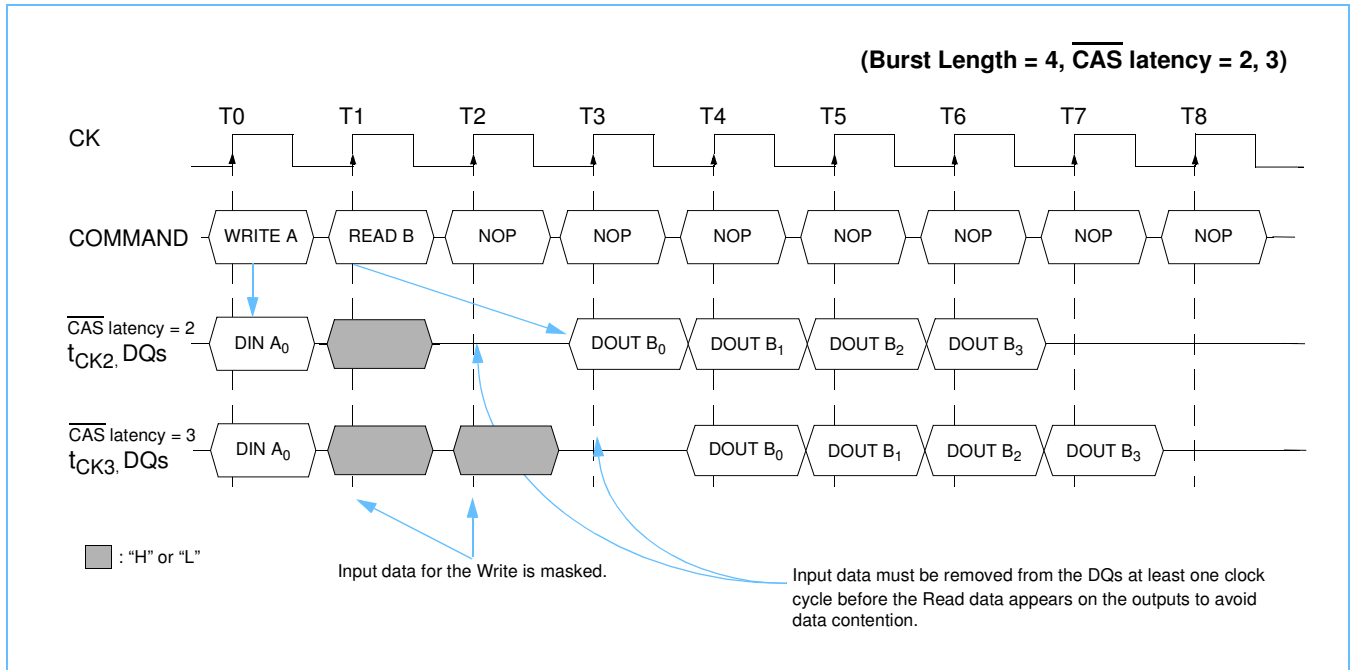 (Burst Length = 4, CAS latency = 2, 3)
T0 T1 T2 T3 T4 T5 T6 T7 T8
CK
COMMAND WRITE A READ B NOP NOP NOP NOP NOP NOP NOP
CAS latency = 2
tCK2, DQs DIN A0 DOUT B0 DOUT B1 DOUT B2 DOUT B3
CAS latency = 3
tCK3, DQs DIN A0 DOUT B0 DOUT B1 DOUT B2 DOUT B3
: “H” or “L”
Input data for the Write is masked.
Input data must be removed from the DQs at least one clock
cycle before the Read data appears on the outputs to avoid
data contention.